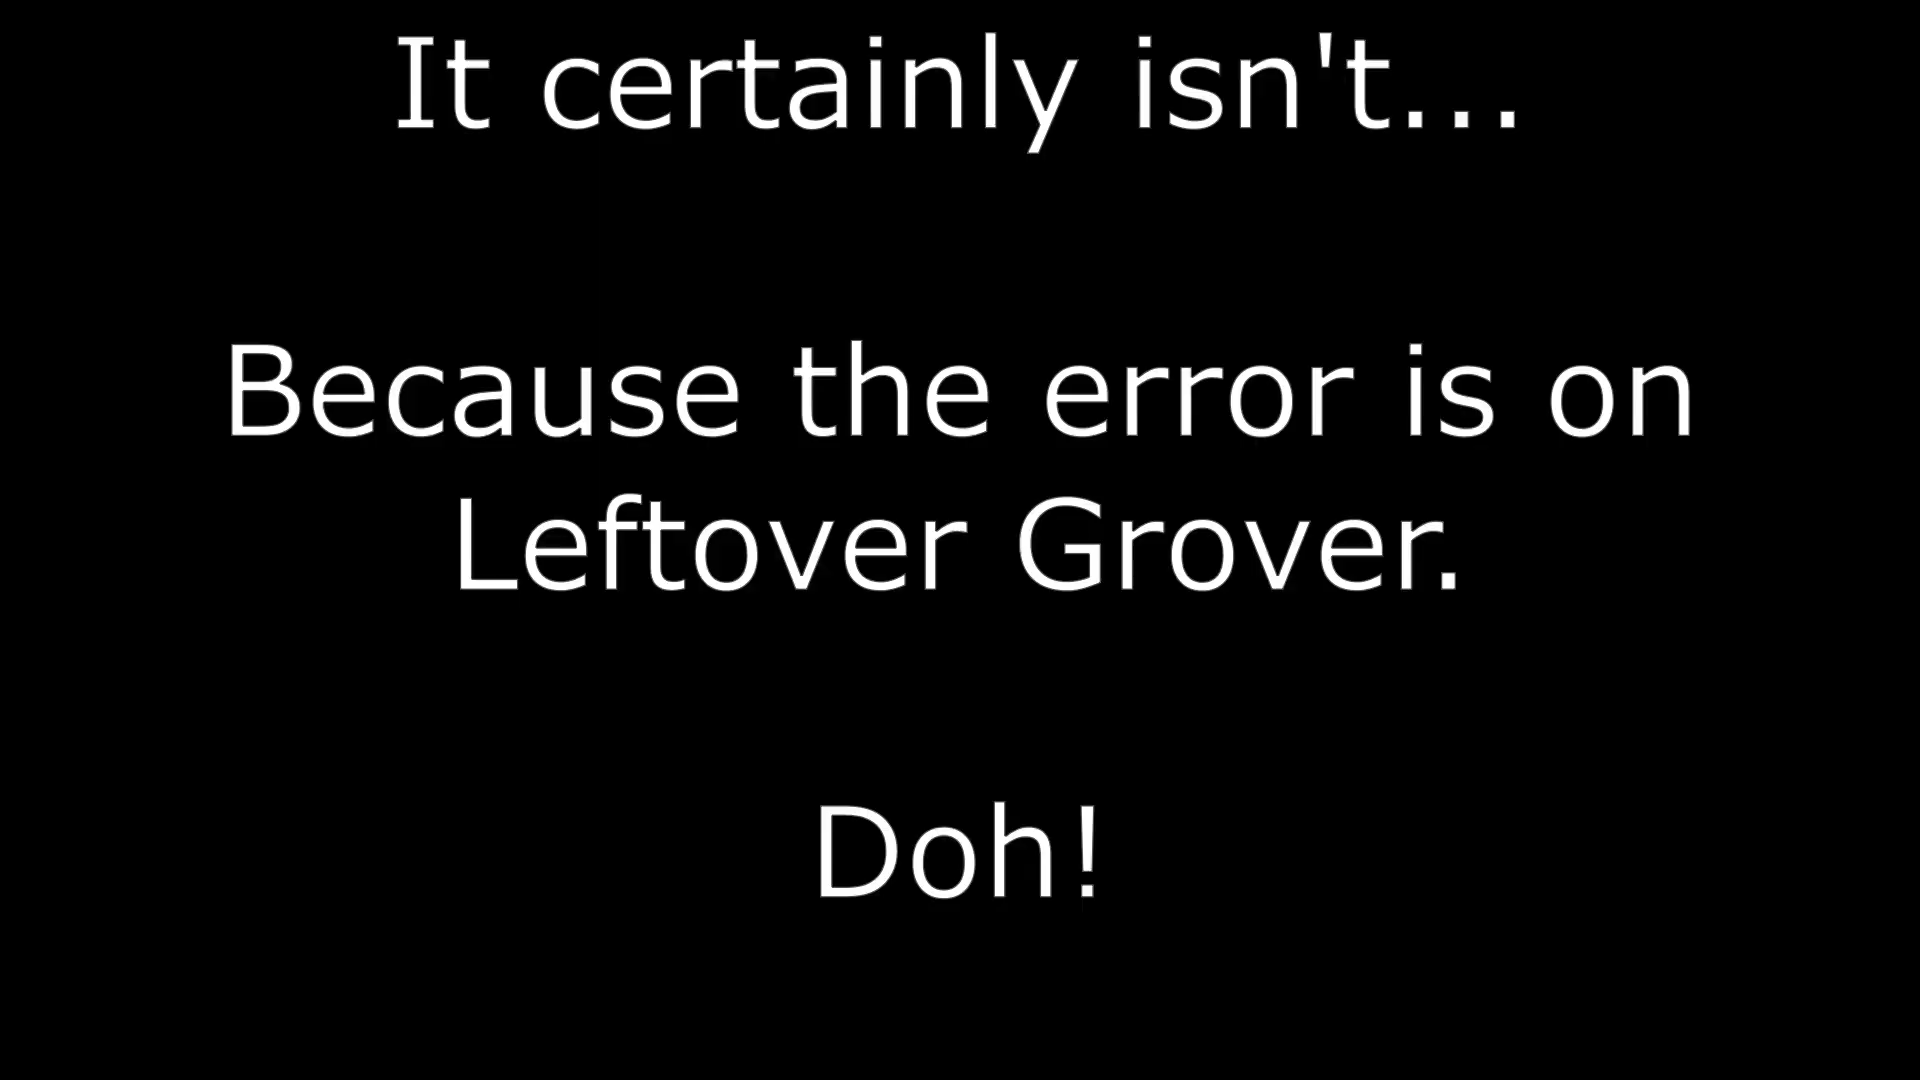 It certainly isn't...
Because the error is on
Leftover Grover.
Doh!